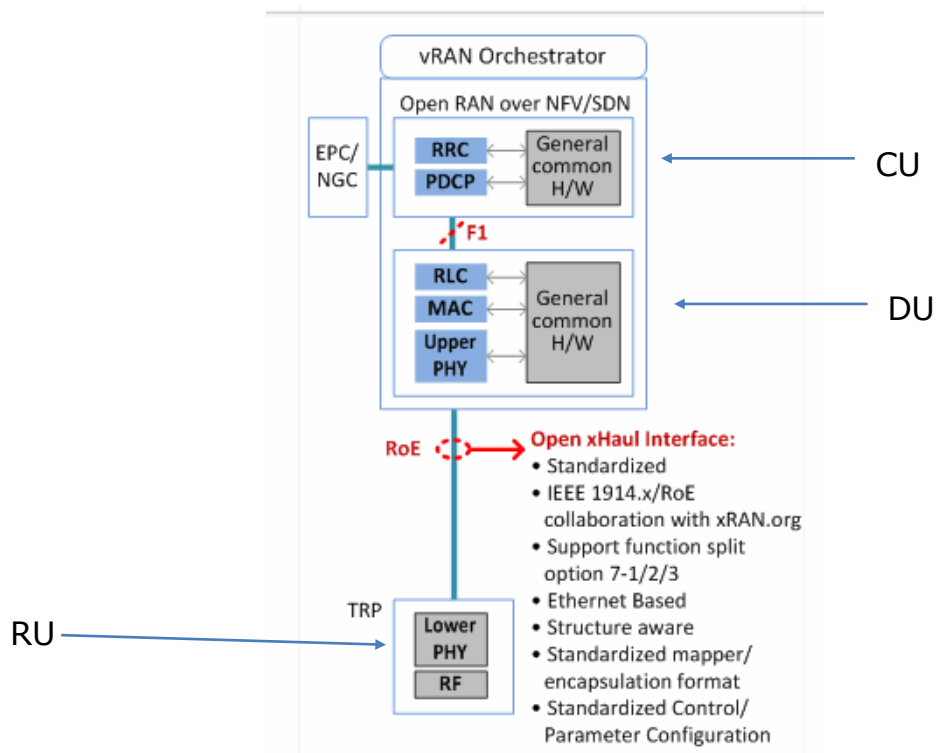 vRAN Orchestrator
Open RAN over NFV/SDN
EPC/
NGC
RRC
PDCP
General
common
H/W
CU
F1
RLC
MAC
Upper
PHY
General
common
H/W
DU
RoE
Open xHaul Interface:
• Standardized
• IEEE 1914.x/RoE
collaboration with xRAN.org
• Support function split
option 7-1/2/3
• Ethernet Based
• Structure aware
• Standardized mapper/
encapsulation format
• Standardized Control/
Parameter Configuration
TRP
Lower
PHY
RF
RU